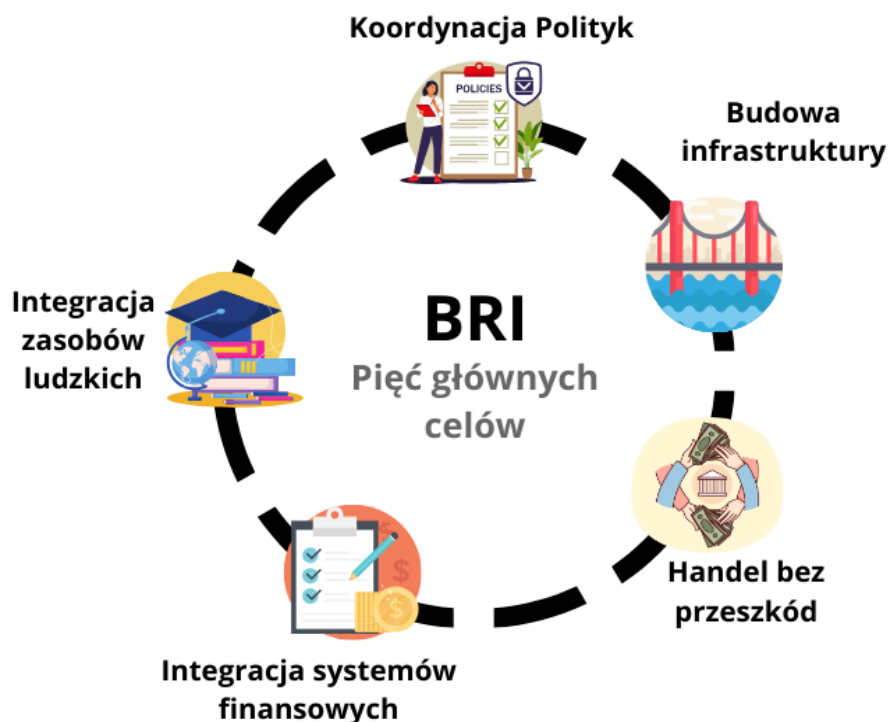 Koordynacja Polityk
POLICIES
Budowa
infrastruktury
Integracja
zasobów
ludzkich
BRI
Pięć głównych
celów
Handel bez
przeszkód
Integracja systemów
finansowych